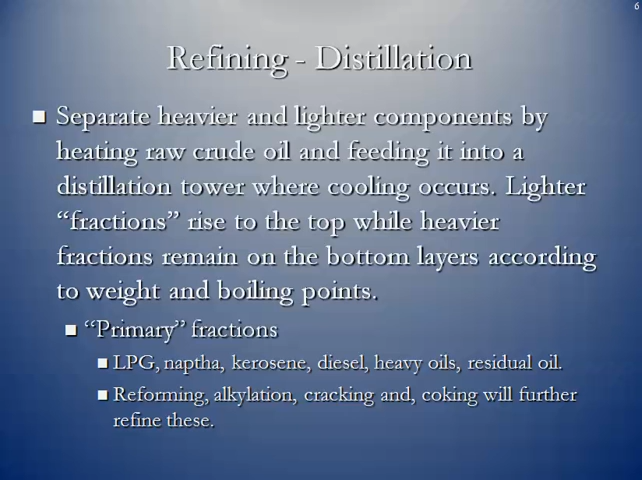 6
Refining - Distillation
■ Separate heavier and lighter components by
heating raw crude oil and feeding it into a
distillation tower where cooling occurs. Lighter
“fractions” rise to the top while heavier
fractions remain on the bottom layers according
to weight and boiling points.
■ “Primary” fractions
■ LPG, naptha, kerosene, diesel, heavy oils, residual oil.
■ Reforming, alkylation, cracking and, coking will further
refine these.